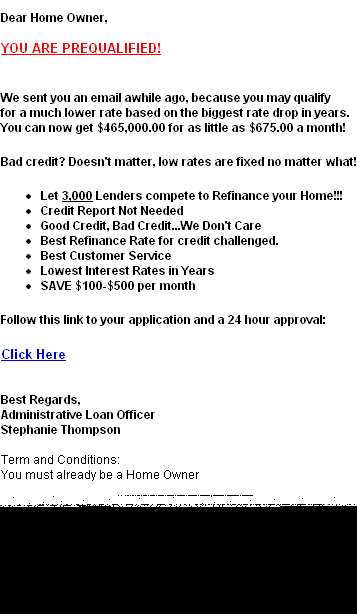 Dear Home Owner,
YOU ARE PREQUALIFIED!
We sent you an email awhile ago, because you may qualify
for a much lower rate based on the biggest rate drop in years.
You can now get $465,000.00 for as little as $675.00 a month!
Bad credit? Doesn't matter, low rates are fixed no matter what!
• Let 3,000 Lenders compete to Refinance your Home!!!
• Credit Report Not Needed
• Good Credit, Bad Credit...We Don't Care
• Best Refinance Rate for credit challenged.
• Best Customer Service
• Lowest Interest Rates in Years
• SAVE $100-$500 per month
Follow this link to your application and a 24 hour approval:
Click Here
Best Regards,
Administrative Loan Officer
Stephanie Thompson
Term and Conditions:
You must already be a Home Owner